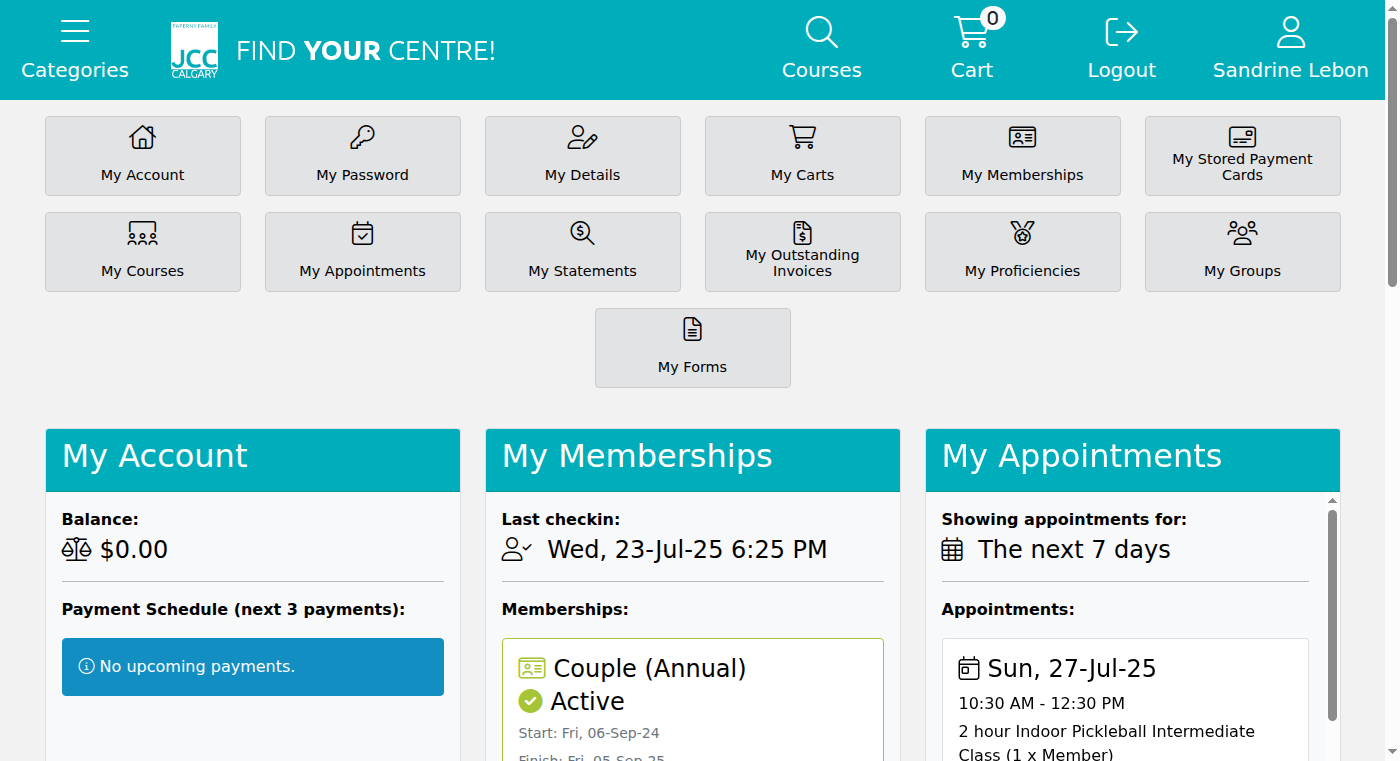 Categories
PATERNY FAMILY
JCC
CALGARY
FIND YOUR CENTRE!
Courses
0
Cart
Logout
Sandrine Lebon
My Account
My Password
My Details
My Carts
My Memberships
My Stored Payment
Cards
My Courses
My Appointments
My Statements
My Outstanding
Invoices
My Proficiencies
My Groups
My Forms
My Account
Balance:
$0.00
Payment Schedule (next 3 payments):
No upcoming payments.
My Memberships
Last checkin:
Wed, 23-Jul-25 6:25 PM
Memberships:
Couple (Annual)
Active
Start: Fri, 06-Sep-24
Finish: Fri, 05-Sep-25
My Appointments
Showing appointments for:
The next 7 days
Appointments:
Sun, 27-Jul-25
10:30 AM - 12:30 PM
2 hour Indoor Pickleball Intermediate
Class (1 x Member)